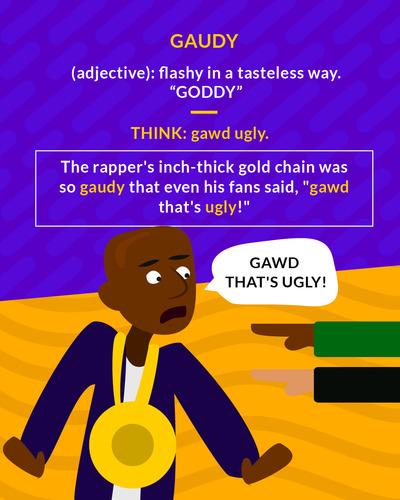 GAUDY
(adjective): flashy in a tasteless way.
“GODDY”
THINK: gawd ugly.
The rapper's inch-thick gold chain was
so gaudy that even his fans said, "gawd
that's ugly!"
GAWD
THAT'S UGLY!